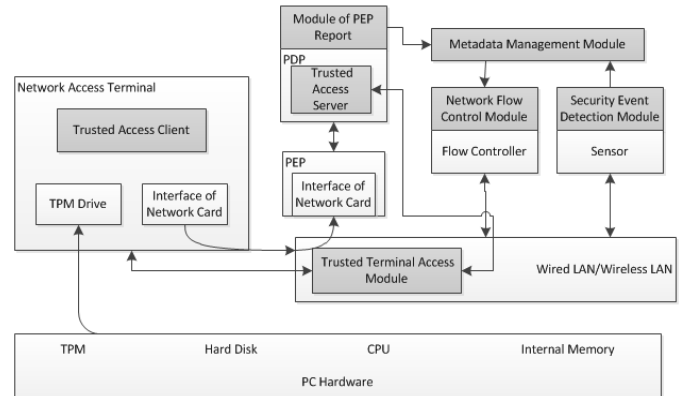 Module of PEP
Report
Metadata Management Module
PDP
Trusted
Access
Server
Network Access Terminal
Trusted Access Client
Network Flow
Control Module
Flow Controller
Security Event
Detection Module
Sensor
PEP
Interface of
Network Card
TPM Drive
Interface of
Network Card
Trusted Terminal Access
Module
Wired LAN/Wireless LAN
TPM
Hard Disk
CPU
Internal Memory
PC Hardware